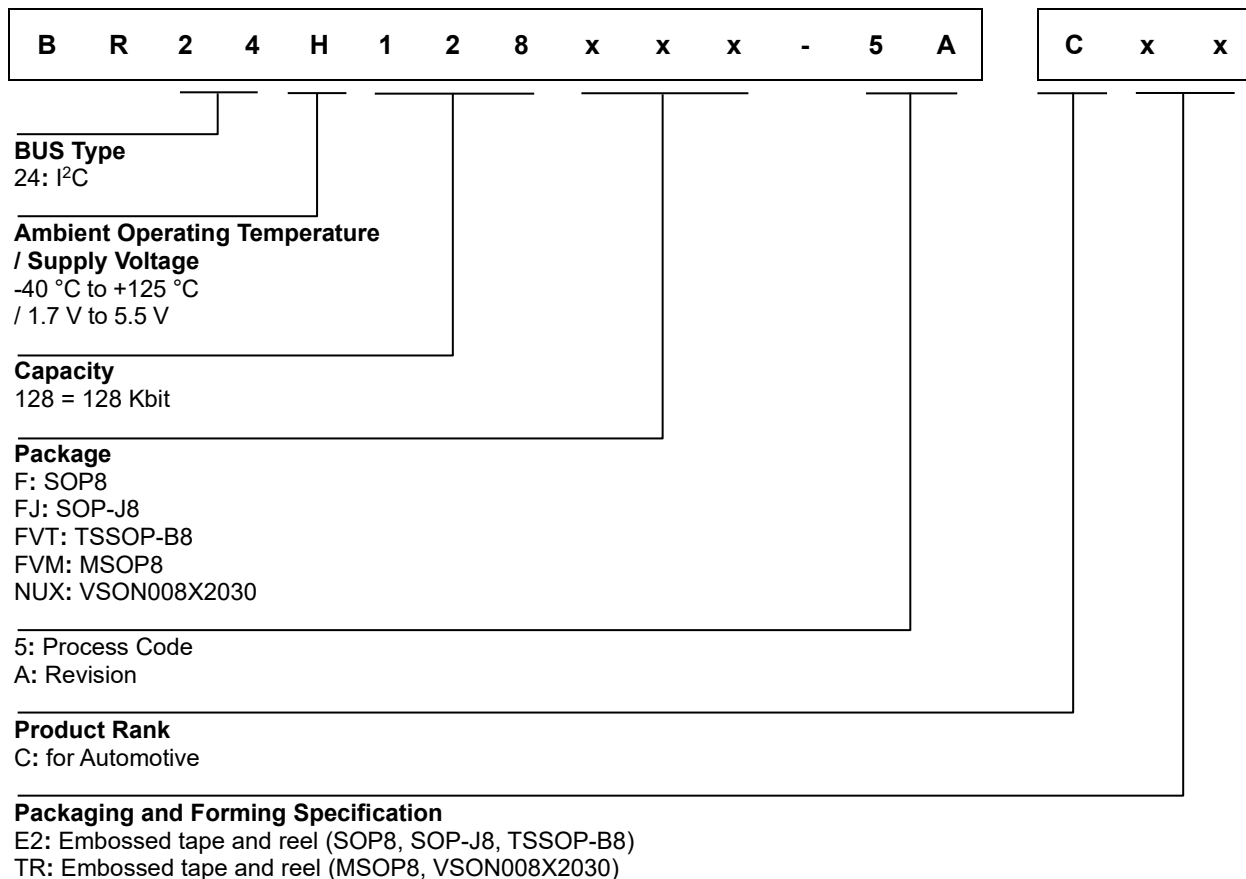 B R 2 4 H 1 2 8 x x x - 5 A C x x
BUS Type
24: I²C
Ambient Operating Temperature
/ Supply Voltage
-40 °C to +125 °C
/ 1.7 V to 5.5 V
Capacity
128 = 128 Kbit
Package
F: SOP8
FJ: SOP-J8
FVT: TSSOP-B8
FVM: MSOP8
NUX: VSON008X2030
5: Process Code
A: Revision
Product Rank
C: for Automotive
Packaging and Forming Specification
E2: Embossed tape and reel (SOP8, SOP-J8, TSSOP-B8)
TR: Embossed tape and reel (MSOP8, VSON008X2030)